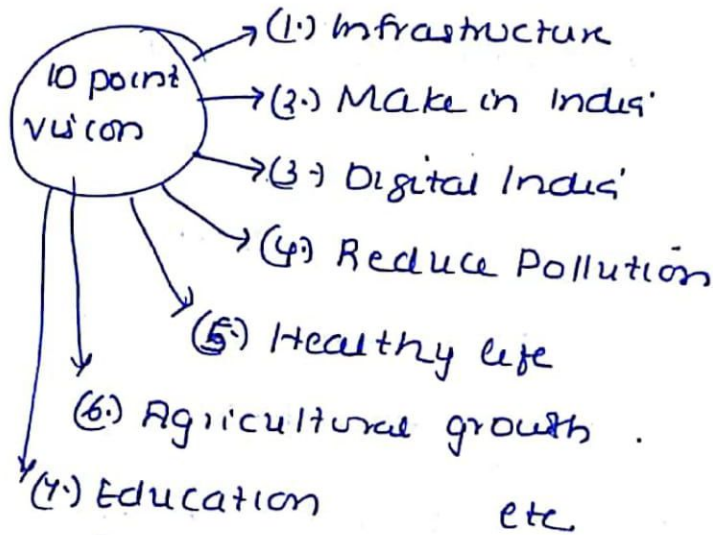 10 point
vision
(1.) Infrastructure
(2.) Make in India
(3.) Digital India
(4.) Reduce Pollution
(5.) Healthy life
(6.) Agricultural growth.
(7.) Education etc.